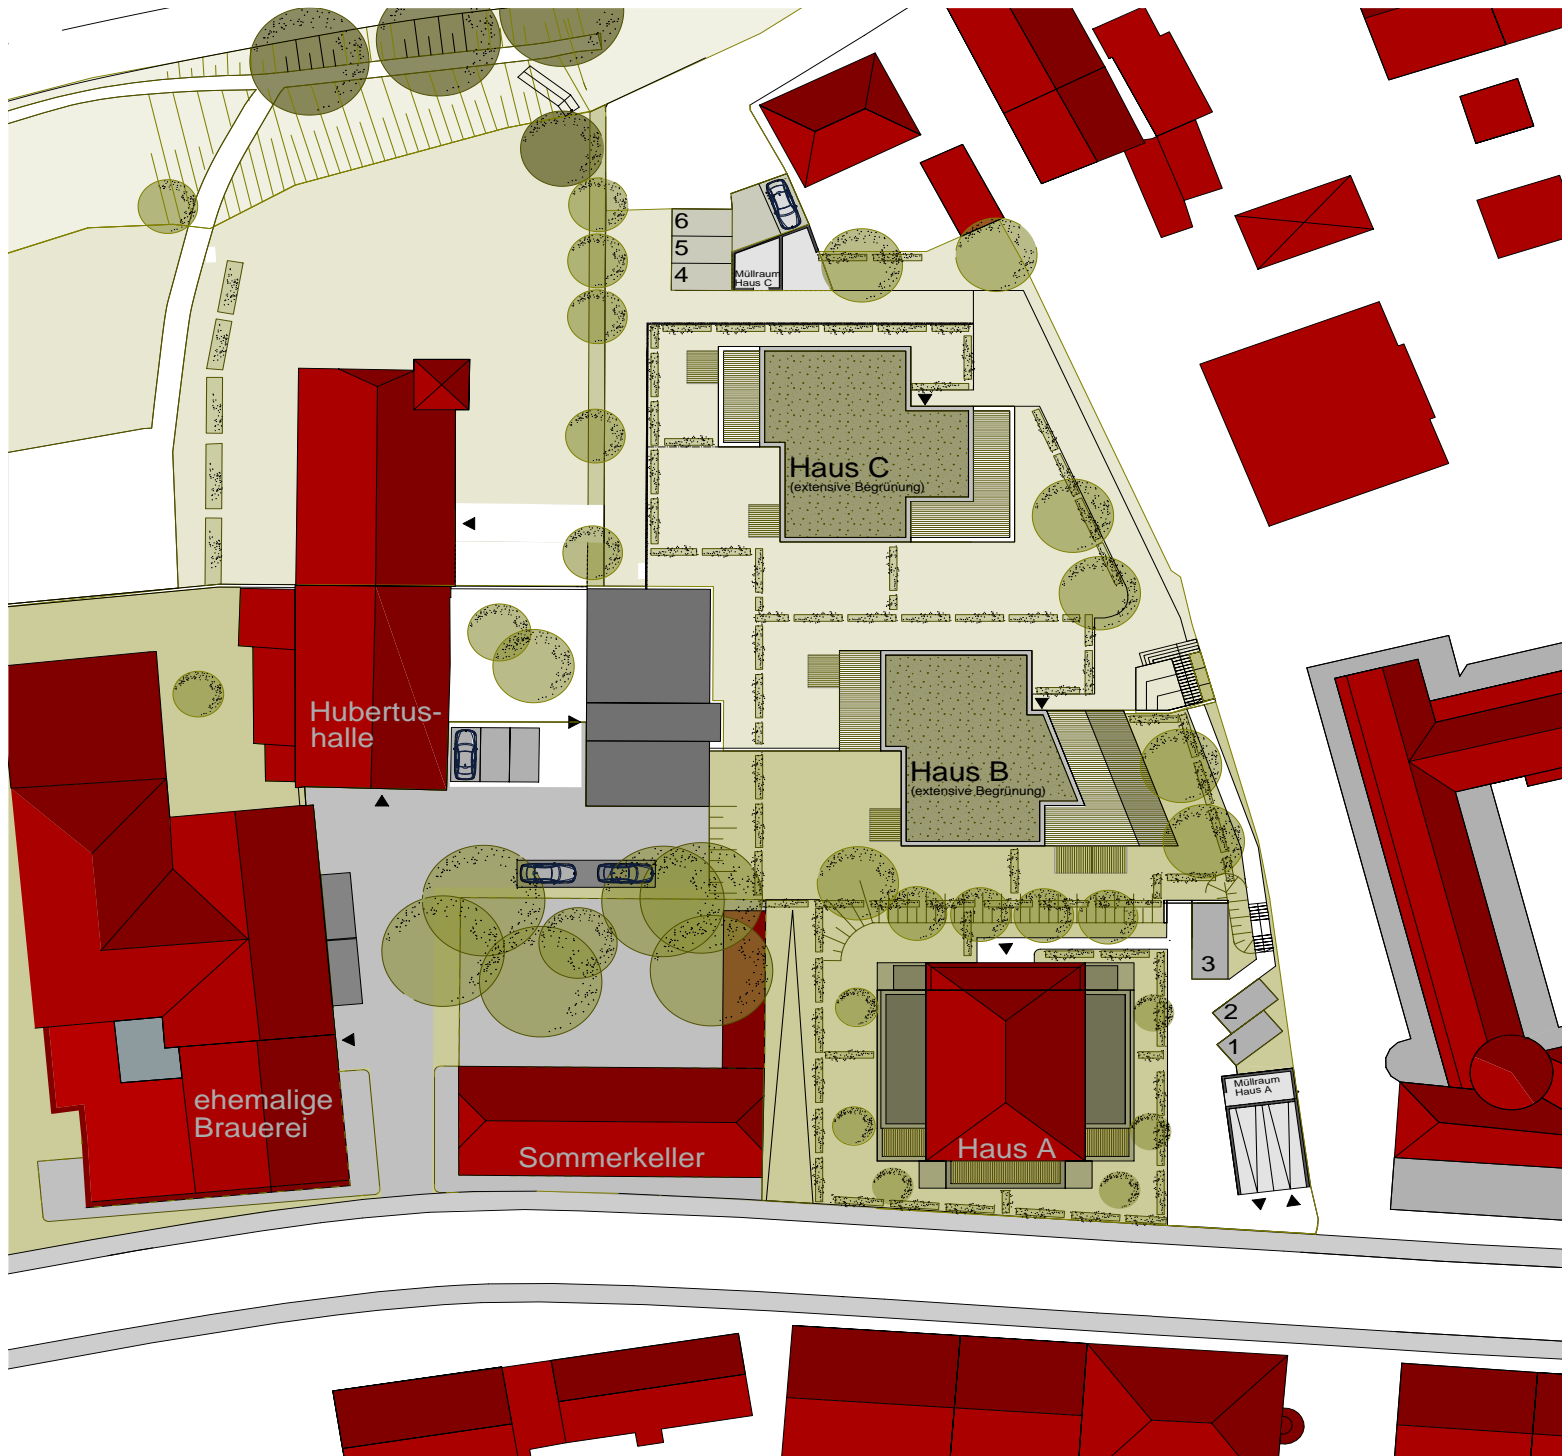 6
5
4
Müllraum
Haus C
Haus C
(extensive Begrünung)
Hubertus-
halle
Haus B
(extensive Begrünung)
3
2
1
Müllraum
Haus A
ehemalige
Brauerei
Sommerkeller
Haus A